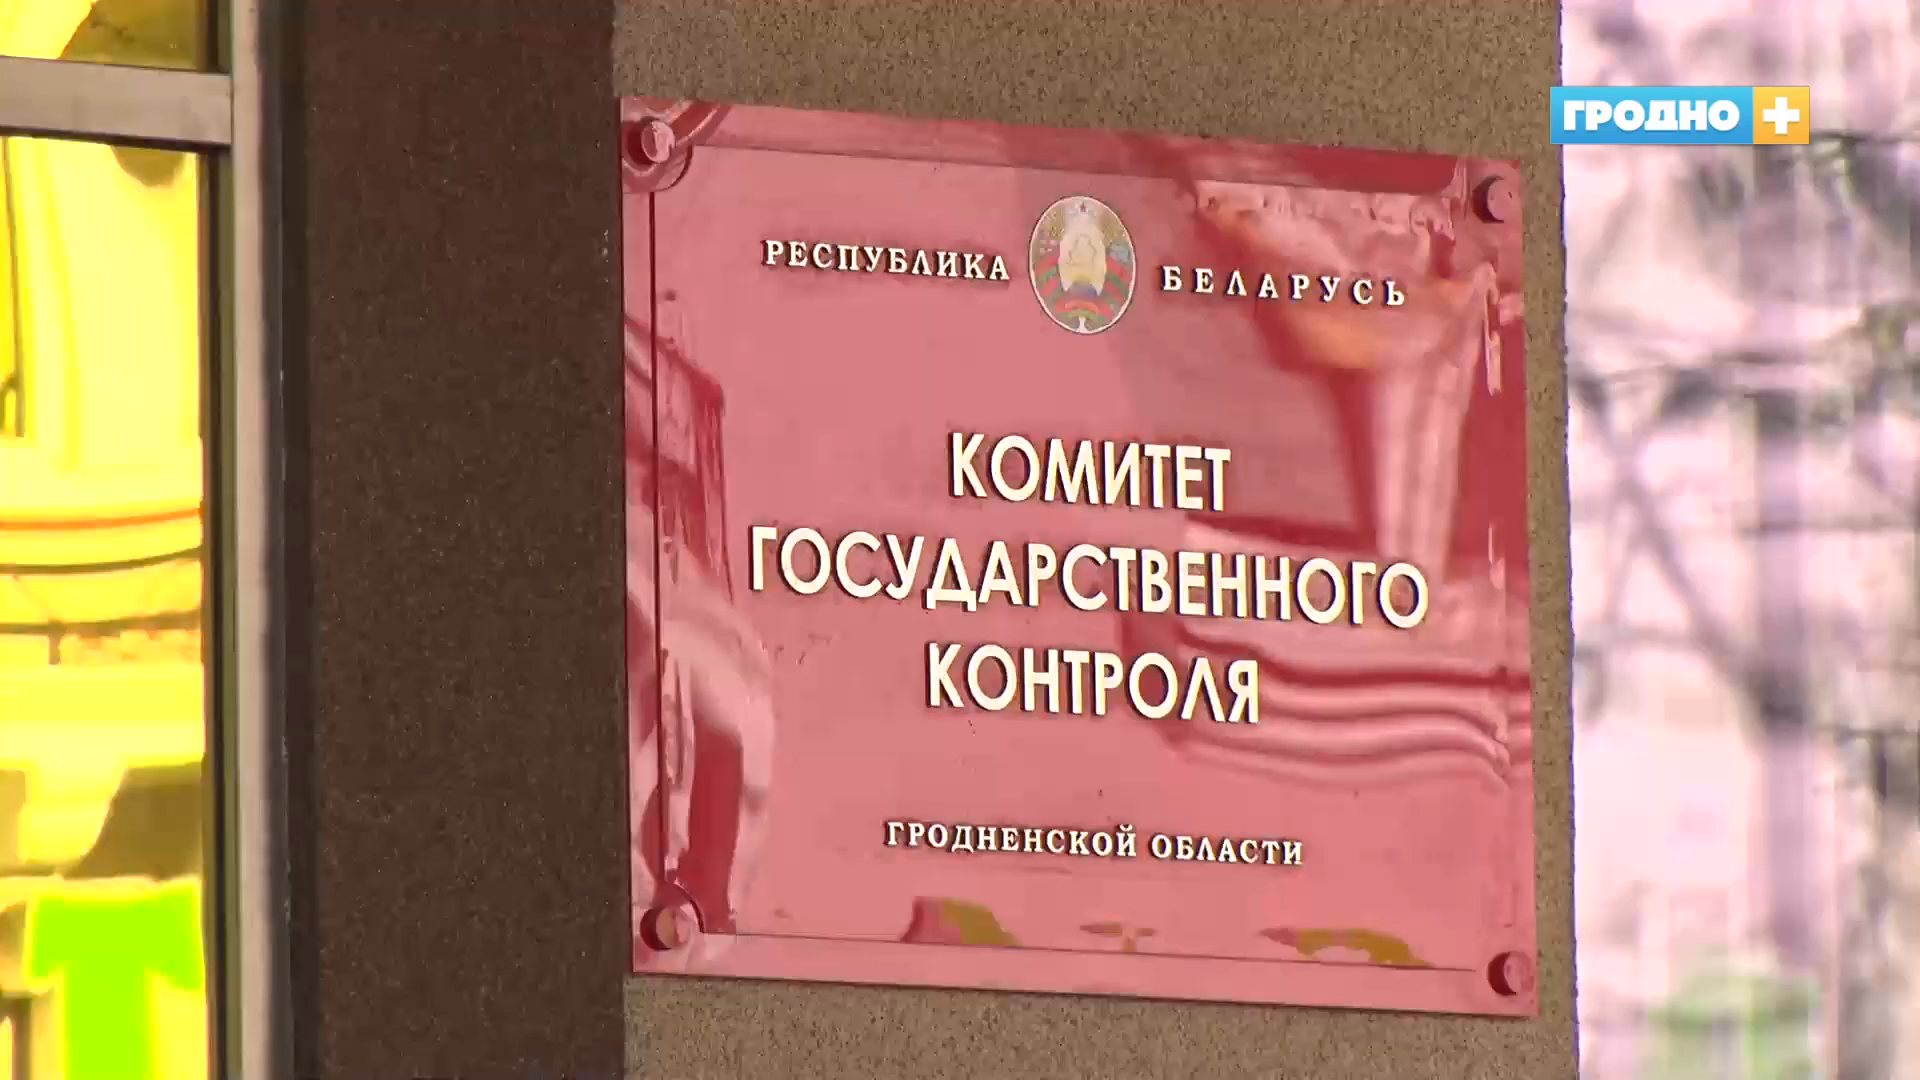 ГРОДНО +
РЕСПУБЛИКА БЕЛАРУСЬ
КОМИТЕТ
ГОСУДАРСТВЕННОГО
КОНТРОЛЯ
ГРОДНЕНСКОЙ ОБЛАСТИ